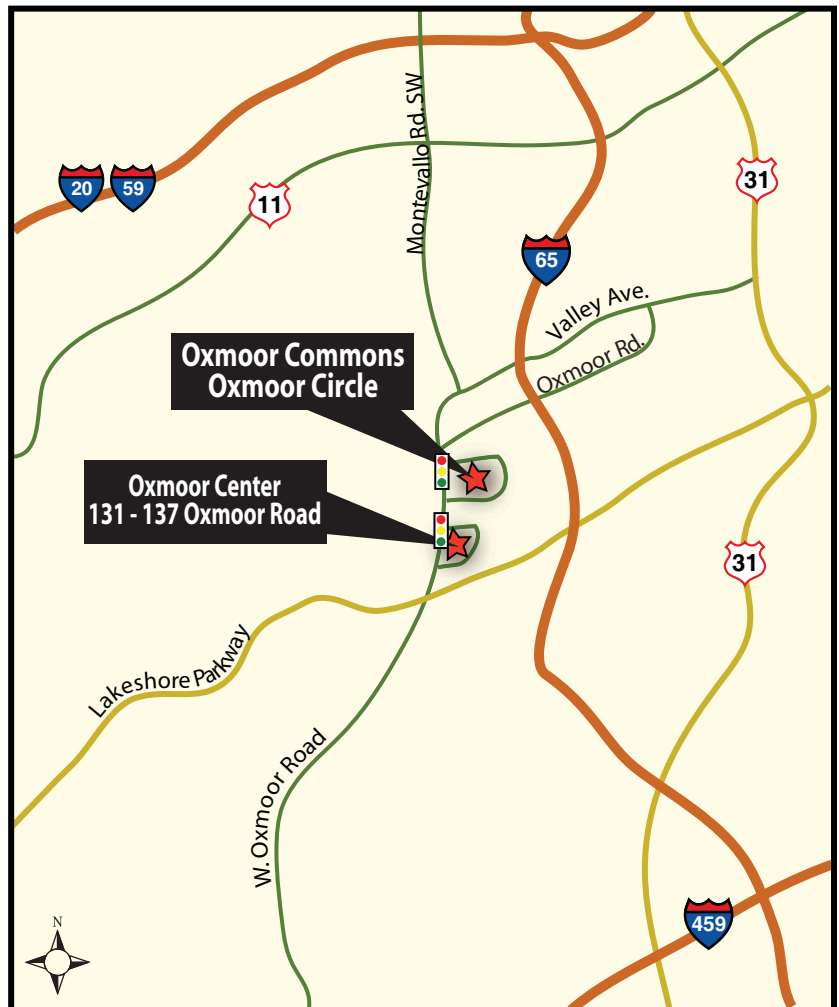 Montevallo Rd. SW
20
59
11
31
65
Valley Ave.
Oxmoor Rd.
Oxmoor Commons
Oxmoor Circle
Oxmoor Center
131 - 137 Oxmoor Road
31
Lakeshore Parkway
W. Oxmoor Road
459
N